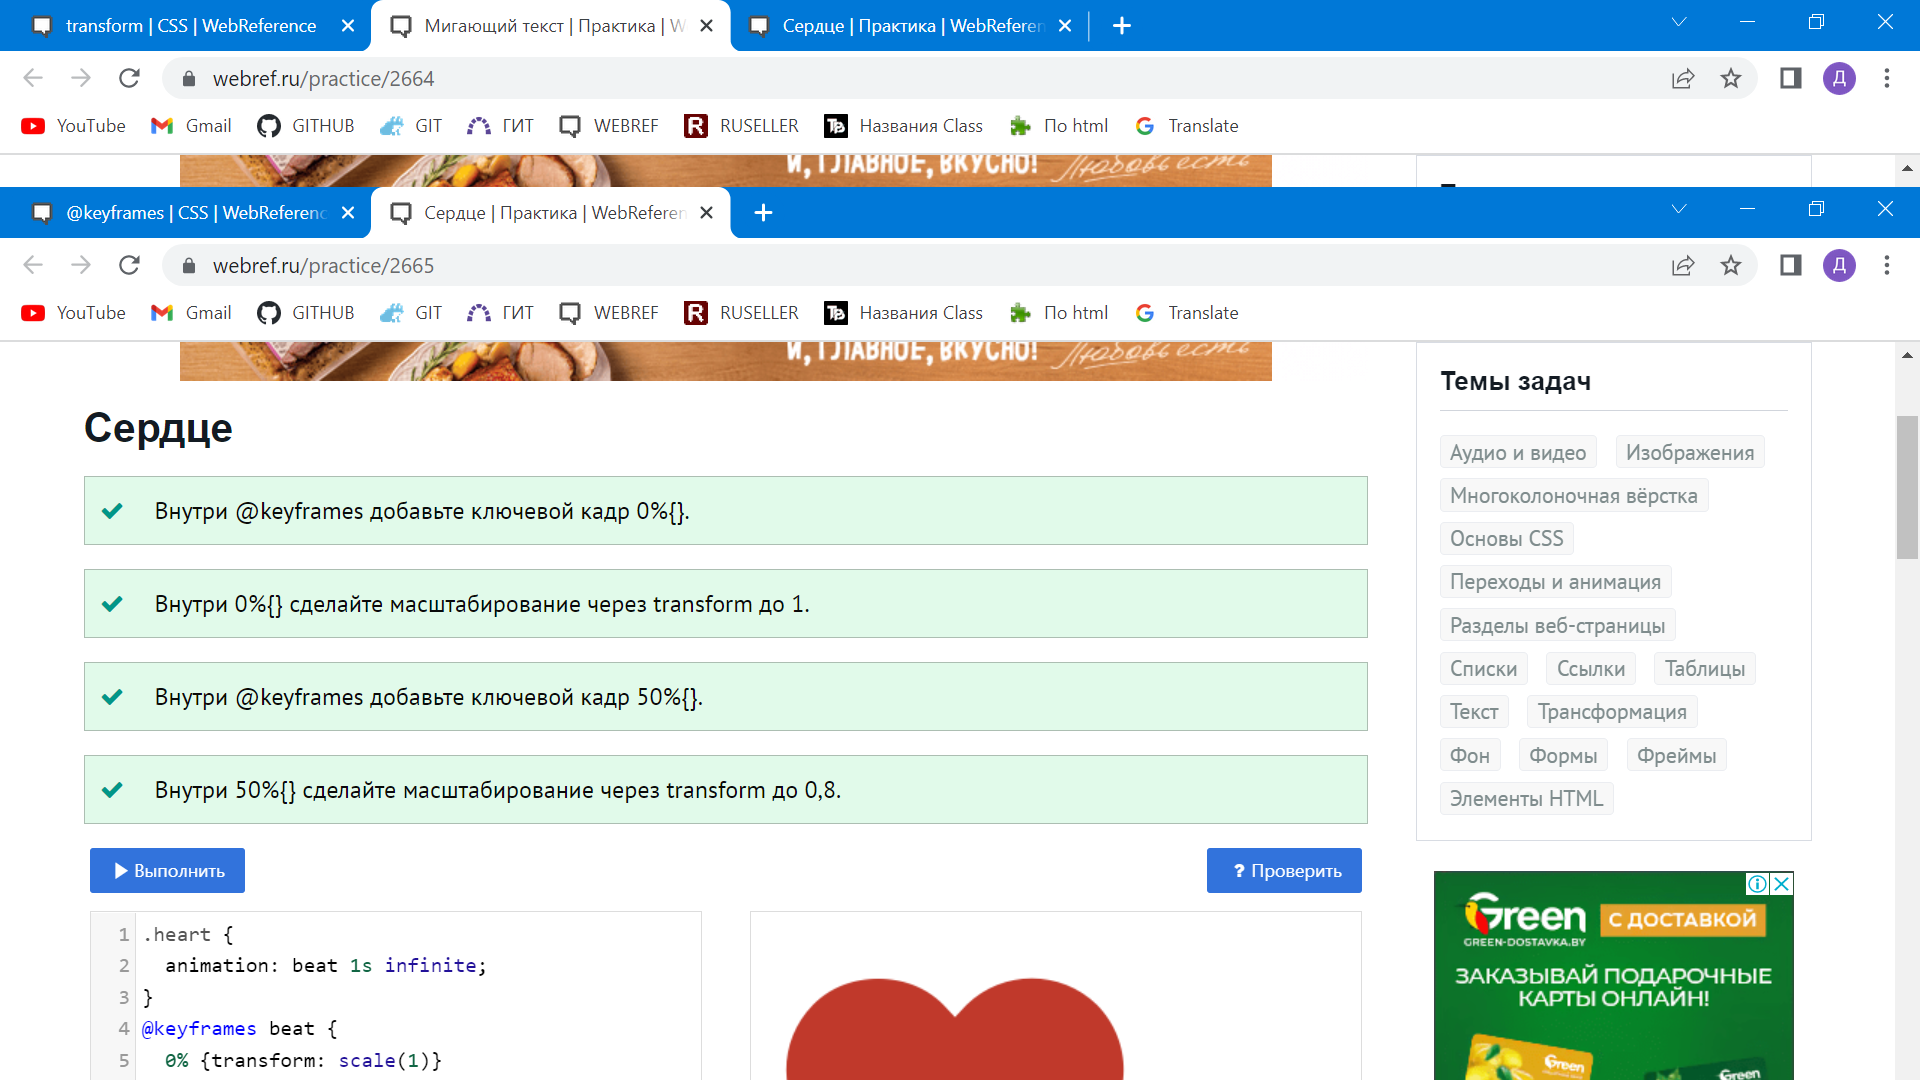 transform | CSS | WebReference
Мигающий текст | Практика | W
Сердце | Практика | WebReferen
webref.ru/practice/2664
Д
YouTube Gmail GITHUB GIT ГИТ WEBREF RUSELLER Названия Class По html Translate
И, ГЛАВНОЕ, ВКУСНО! Любовь есть
@keyframes | CSS | WebReferenc
Сердце | Практика | WebReferen
webref.ru/practice/2665
Д
YouTube Gmail GITHUB GIT ГИТ WEBREF RUSELLER Названия Class По html Translate
И, ГЛАВНОЕ, ВКУСНО! Любовь есть
Сердце
Внутри @keyframes добавьте ключевой кадр 0%{}.
Внутри 0%{} сделайте масштабирование через transform до 1.
Внутри @keyframes добавьте ключевой кадр 50%{}.
Внутри 50%{} сделайте масштабирование через transform до 0,8.
Выполнить
? Проверить
1 .heart {
2 animation: beat 1s infinite;
3 }
4 @keyframes beat {
5 0% {transform: scale(1)}
Темы задач
Аудио и видео Изображения
Многоколоночная вёрстка
Основы CSS
Переходы и анимация
Разделы веб-страницы
Списки Ссылки Таблицы
Текст Трансформация
Фон Формы Фреймы
Элементы HTML
Green С ДОСТАВКОЙ
GREEN-DOSTAVKA.BY
ЗАКАЗЫВАЙ ПОДАРОЧНЫЕ
КАРТЫ ОНЛАЙН!
Green
Green